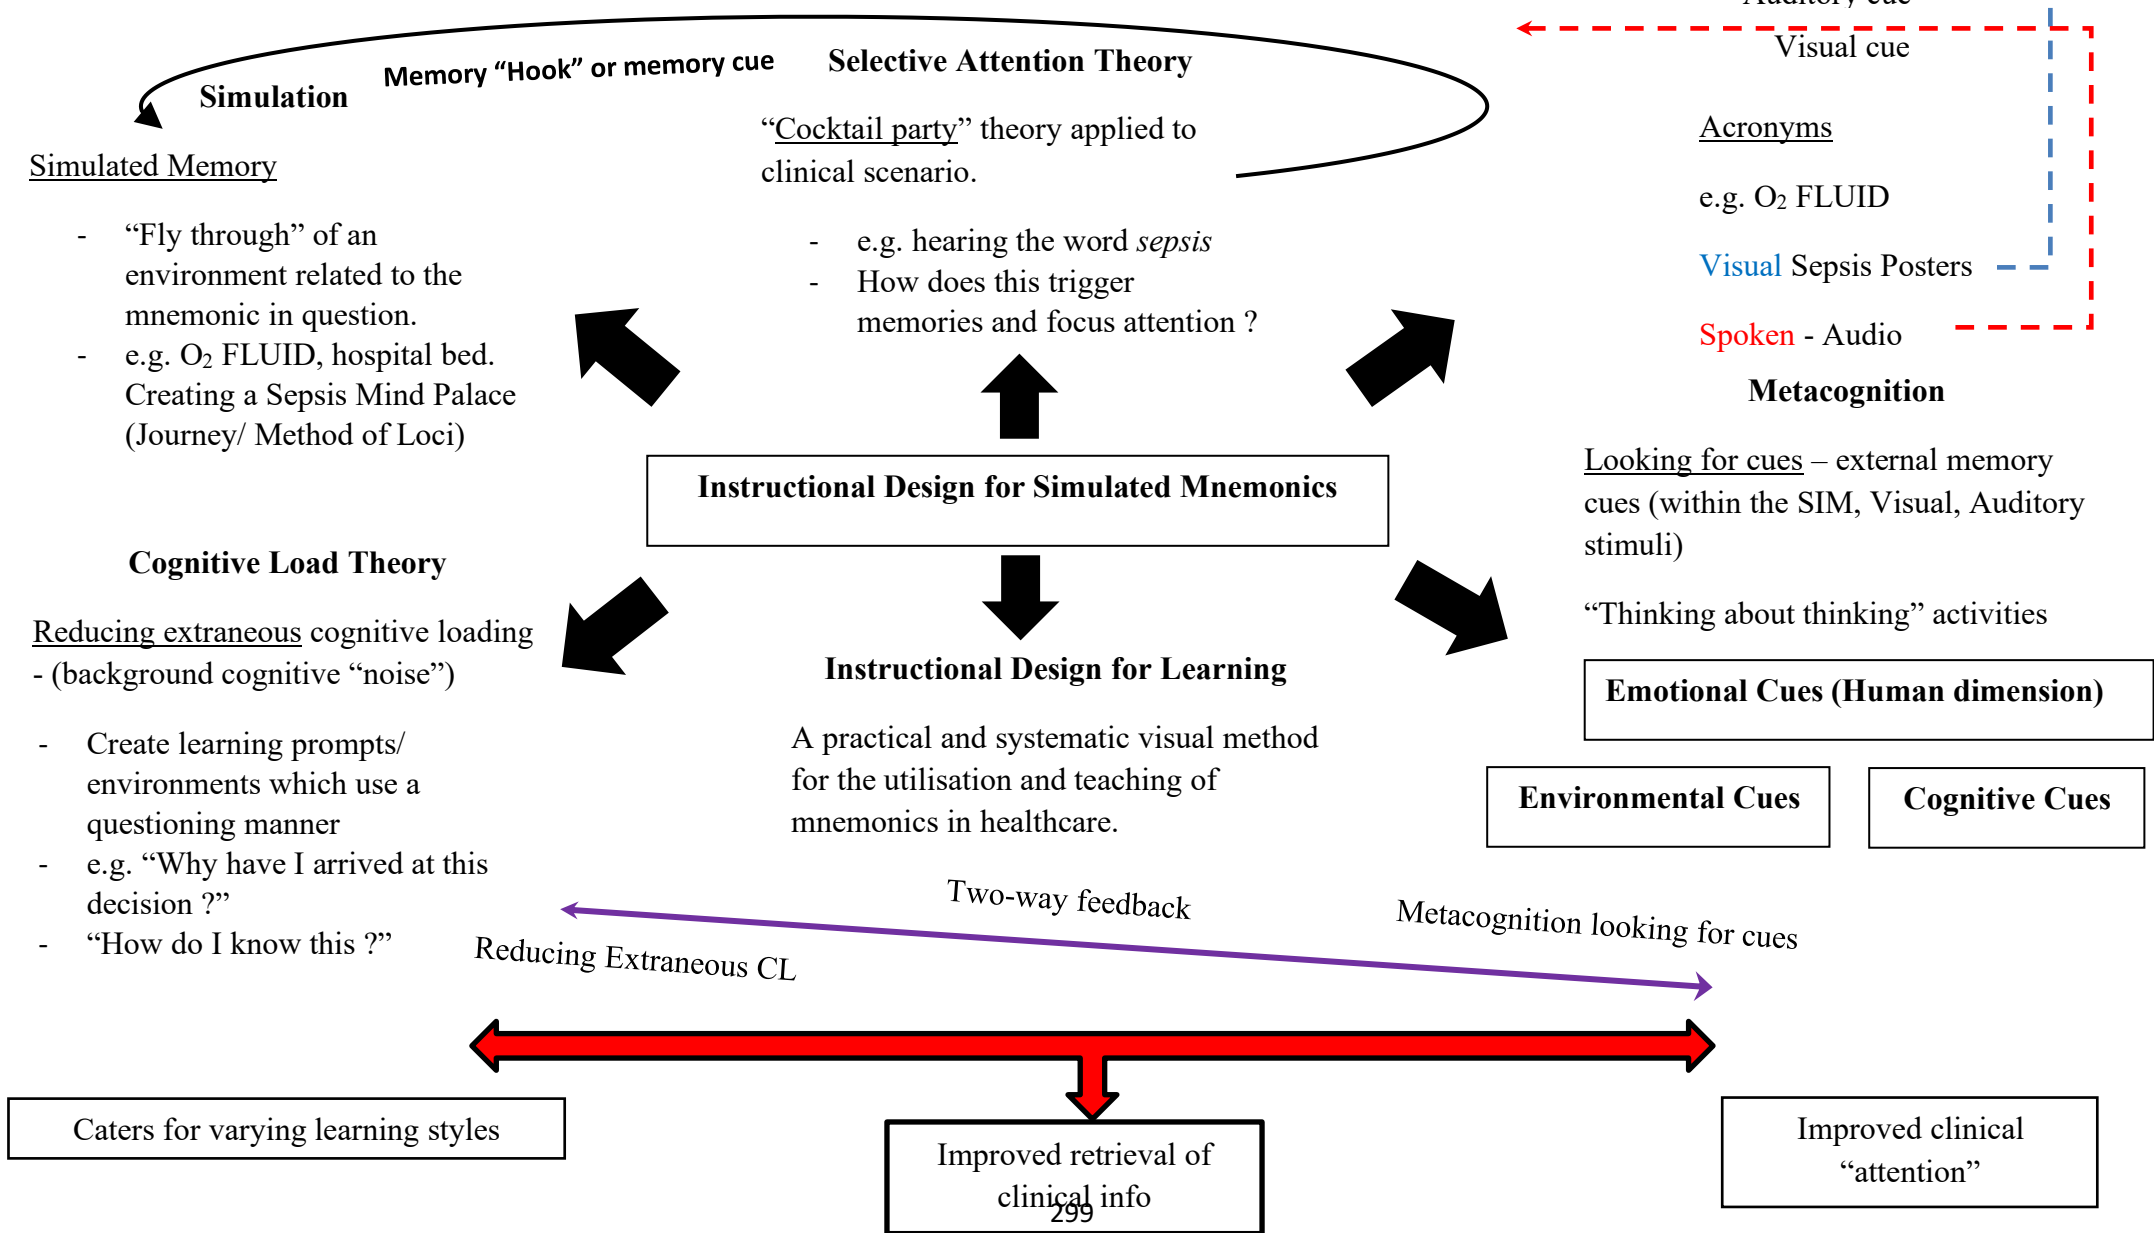 Auditory cue
Visual cue
Memory “Hook” or memory cue
Selective Attention Theory
Simulation
“Cocktail party” theory applied to
clinical scenario.
- e.g. hearing the word sepsis
- How does this trigger
memories and focus attention ?
Acronyms
e.g. O₂ FLUID
Visual Sepsis Posters
Spoken - Audio
Simulated Memory
- “Fly through” of an
environment related to the
mnemonic in question.
- e.g. O₂ FLUID, hospital bed.
Creating a Sepsis Mind Palace
(Journey/ Method of Loci)
Metacognition
Looking for cues – external memory
cues (within the SIM, Visual, Auditory
stimuli)
“Thinking about thinking” activities
Instructional Design for Simulated Mnemonics
Cognitive Load Theory
Reducing extraneous cognitive loading
- (background cognitive “noise”)
- Create learning prompts/
environments which use a
questioning manner
- e.g. “Why have I arrived at this
decision ?”
- “How do I know this ?”
Instructional Design for Learning
A practical and systematic visual method
for the utilisation and teaching of
mnemonics in healthcare.
Emotional Cues (Human dimension)
Environmental Cues
Cognitive Cues
Two-way feedback
Metacognition looking for cues
Reducing Extraneous CL
Caters for varying learning styles
Improved retrieval of
clinical info
Improved clinical
“attention”
299